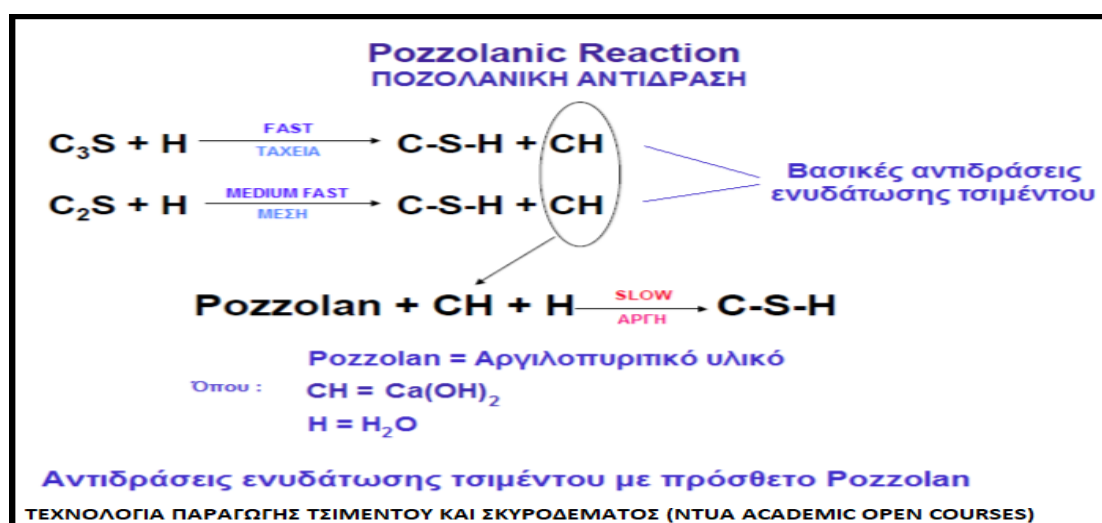 Pozzolanic Reaction
ΠΟΖΟΛΑΝΙΚΗ ΑΝΤΙΔΡΑΣΗ
C₃S + H FAST C-S-H + CH
ΤΑΧΕΙΑ
C₂S + H MEDIUM FAST C-S-H + CH
ΜΕΣΗ
Βασικές αντιδράσεις
ενυδάτωσης τσιμέντου
Pozzolan + CH + H SLOW C-S-H
ΑΡΓΗ
Pozzolan = Αργιλοπυριτικό υλικό
Όπου : CH = Ca(OH)₂
H = H₂O
Αντιδράσεις ενυδάτωσης τσιμέντου με πρόσθετο Pozzolan
ΤΕΧΝΟΛΟΓΙΑ ΠΑΡΑΓΩΓΗΣ ΤΣΙΜΕΝΤΟΥ ΚΑΙ ΣΚΥΡΟΔΕΜΑΤΟΣ (NTUA ACADEMIC OPEN COURSES)